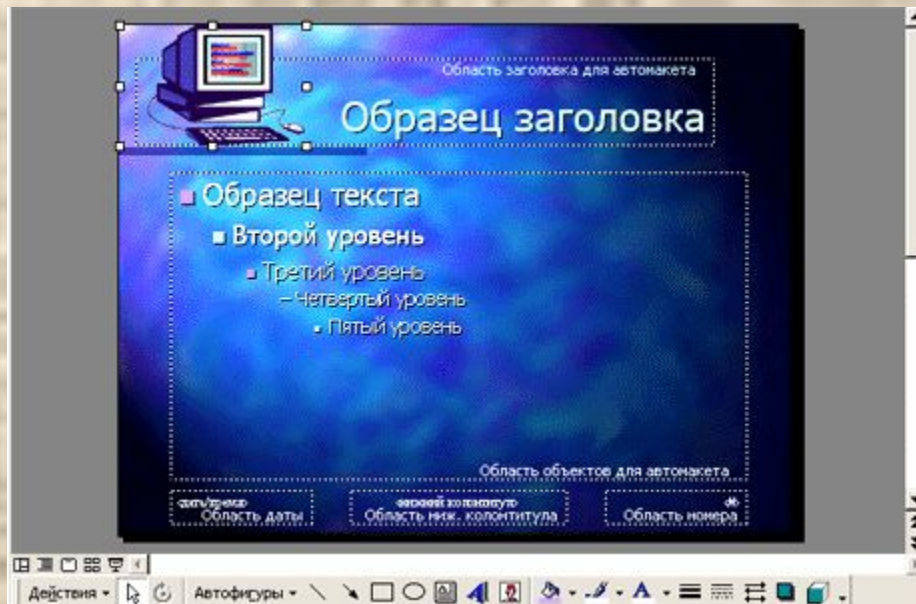 Область заголовка для автомакета
Образец заголовка
Образец текста
Второй уровень
Третий уровень
– Четвертый уровень
Пятый уровень
Область объектов для автомакета
Область даты
Область ниж. колонтитула
Область номера
Действия
Автофигуры